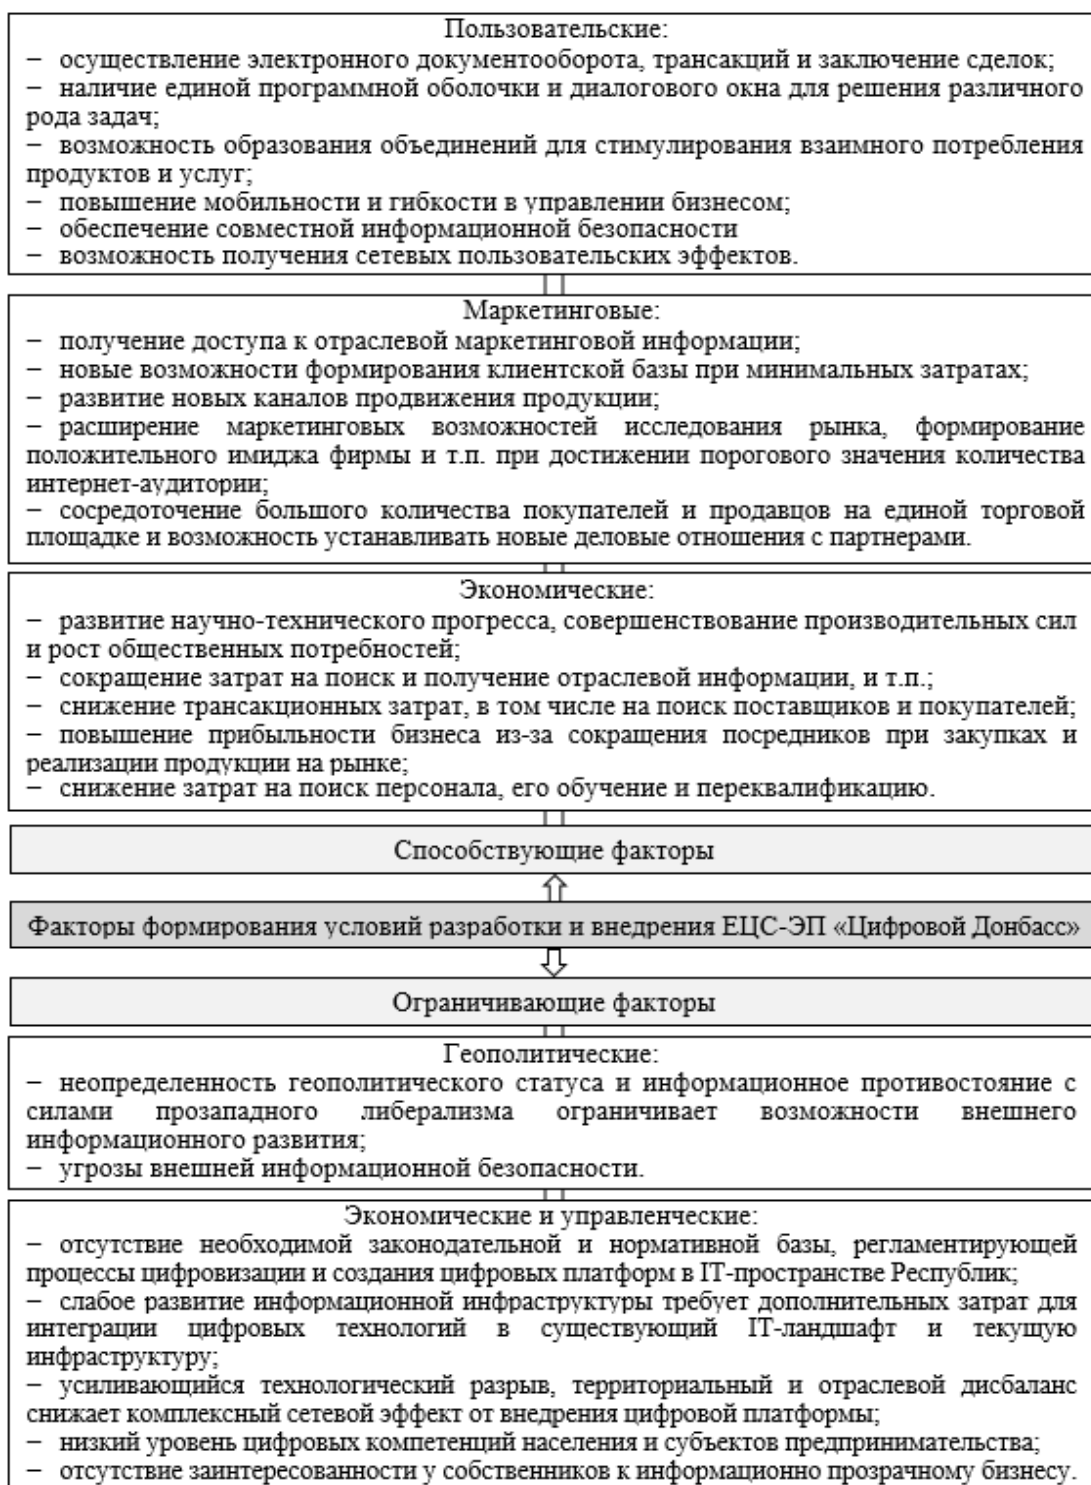 Пользовательские:
– осуществление электронного документооборота, трансакций и заключение сделок;
– наличие единой программной оболочки и диалогового окна для решения различного
рода задач;
– возможность образования объединений для стимулирования взаимного потребления
продуктов и услуг;
– повышение мобильности и гибкости в управлении бизнесом;
– обеспечение совместной информационной безопасности
– возможность получения сетевых пользовательских эффектов.
Маркетинговые:
– получение доступа к отраслевой маркетинговой информации;
– новые возможности формирования клиентской базы при минимальных затратах;
– развитие новых каналов продвижения продукции;
– расширение маркетинговых возможностей исследования рынка, формирование
положительного имиджа фирмы и т.п. при достижении порогового значения количества
интернет-аудитории;
– сосредоточение большого количества покупателей и продавцов на единой торговой
площадке и возможность устанавливать новые деловые отношения с партнерами.
Экономические:
– развитие научно-технического прогресса, совершенствование производительных сил
и рост общественных потребностей;
– сокращение затрат на поиск и получение отраслевой информации, и т.п.;
– снижение трансакционных затрат, в том числе на поиск поставщиков и покупателей;
– повышение прибыльности бизнеса из-за сокращения посредников при закупках и
реализации продукции на рынке;
– снижение затрат на поиск персонала, его обучение и переквалификацию.
Способствующие факторы
Факторы формирования условий разработки и внедрения ЕЦС-ЭП «Цифровой Донбасс»
Ограничивающие факторы
Геополитические:
– неопределенность геополитического статуса и информационное противостояние с
силами прозападного либерализма ограничивает возможности внешнего
информационного развития;
– угрозы внешней информационной безопасности.
Экономические и управленческие:
– отсутствие необходимой законодательной и нормативной базы, регламентирующей
процессы цифровизации и создания цифровых платформ в IT-пространстве Республик;
– слабое развитие информационной инфраструктуры требует дополнительных затрат для
интеграции цифровых технологий в существующий IT-ландшафт и текущую
инфраструктуру;
– усиливающийся технологический разрыв, территориальный и отраслевой дисбаланс
снижает комплексный сетевой эффект от внедрения цифровой платформы;
– низкий уровень цифровых компетенций населения и субъектов предпринимательства;
– отсутствие заинтересованности у собственников к информационно прозрачному бизнесу.